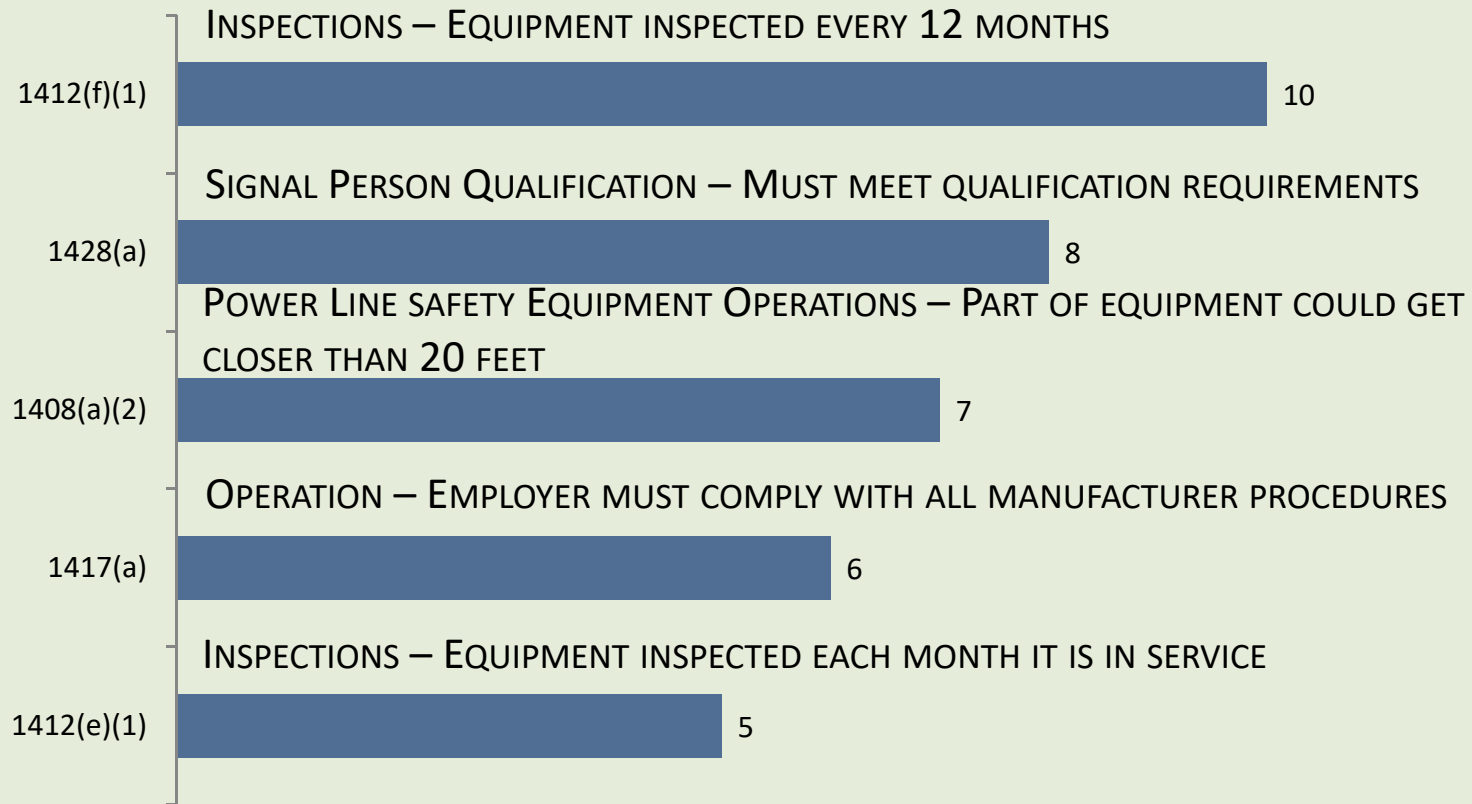 INSPECTIONS – EQUIPMENT INSPECTED EVERY 12 MONTHS
1412(f)(1)
10
SIGNAL PERSON QUALIFICATION – MUST MEET QUALIFICATION REQUIREMENTS
1428(a)
8
POWER LINE SAFETY EQUIPMENT OPERATIONS – PART OF EQUIPMENT COULD GET
CLOSER THAN 20 FEET
1408(a)(2)
7
OPERATION – EMPLOYER MUST COMPLY WITH ALL MANUFACTURER PROCEDURES
1417(a)
6
INSPECTIONS – EQUIPMENT INSPECTED EACH MONTH IT IS IN SERVICE
1412(e)(1)
5